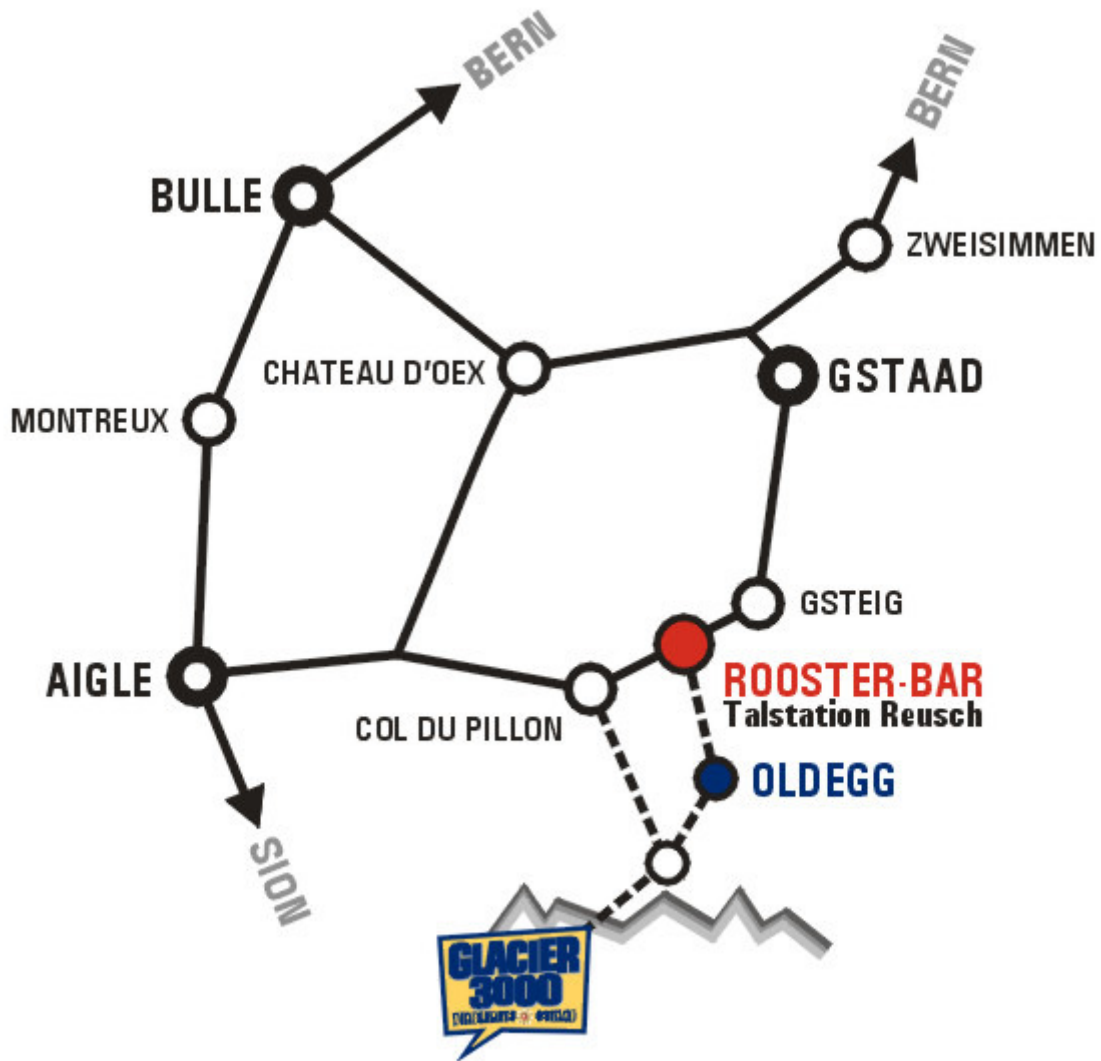 BERN
BERN
BULLE
ZWEISIMMEN
CHATEAU D'OEX
GSTAAD
MONTREUX
GSTEIG
AIGLE
ROOSTER-BAR
Talstation Reusch
COL DU PILLON
OLDEGG
SION
GLACIER
3000